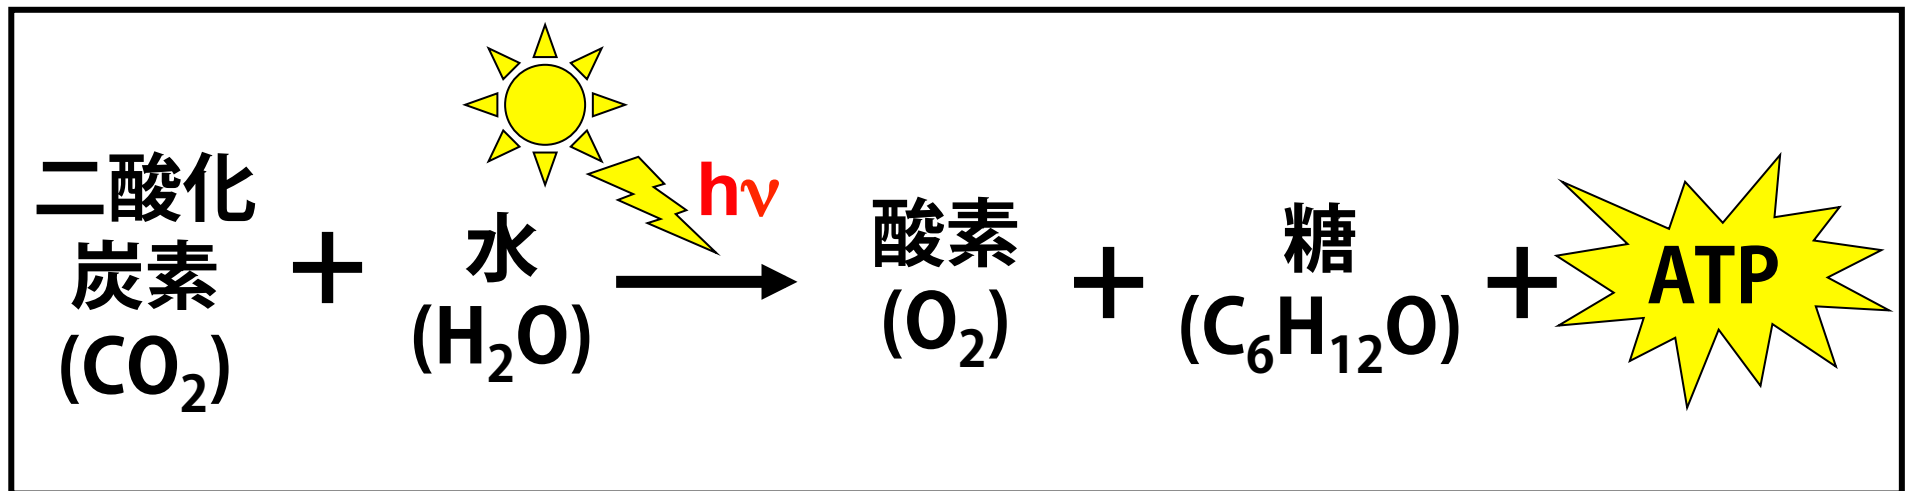 二酸化
炭素
(CO₂)
+
水
(H₂O)
hν
酸素
(O₂)
+
糖
(C₆H₁₂O)
+
ATP